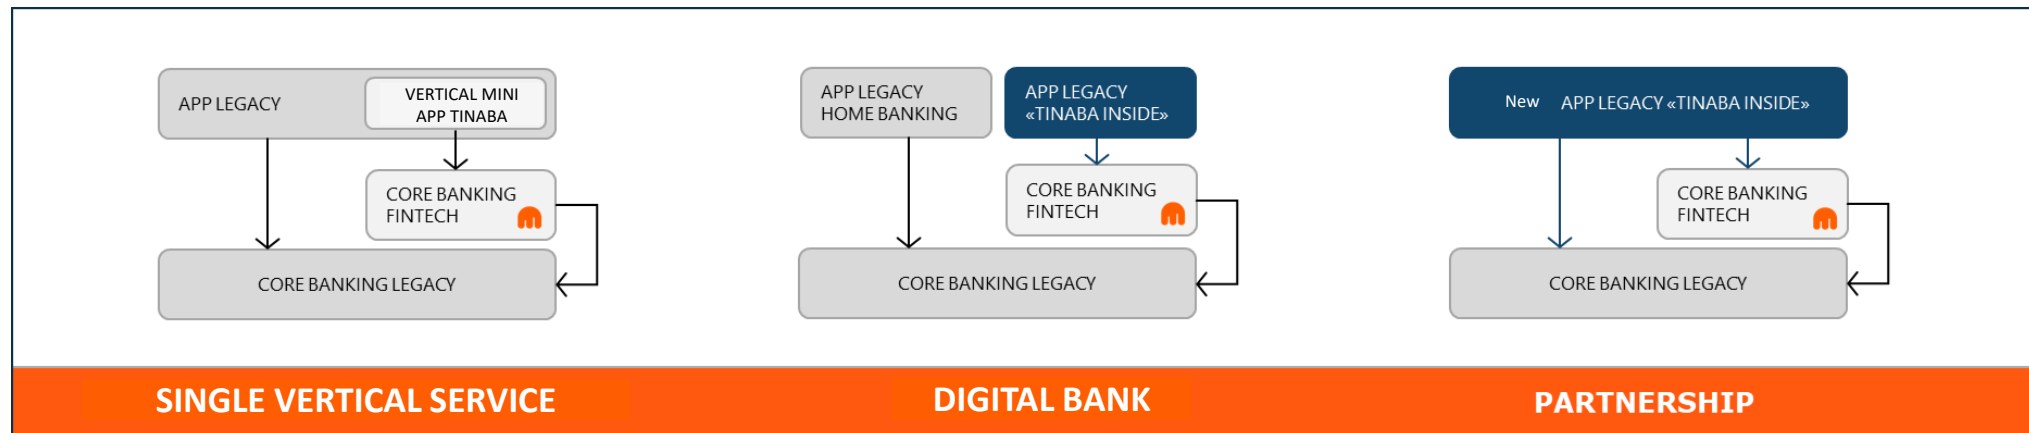 APP LEGACY
VERTICAL MINI
APP TINABA
CORE BANKING
FINTECH
CORE BANKING LEGACY
SINGLE VERTICAL SERVICE
APP LEGACY
HOME BANKING
APP LEGACY
«TINABA INSIDE»
CORE BANKING
FINTECH
CORE BANKING LEGACY
DIGITAL BANK
New APP LEGACY «TINABA INSIDE»
CORE BANKING
FINTECH
CORE BANKING LEGACY
PARTNERSHIP